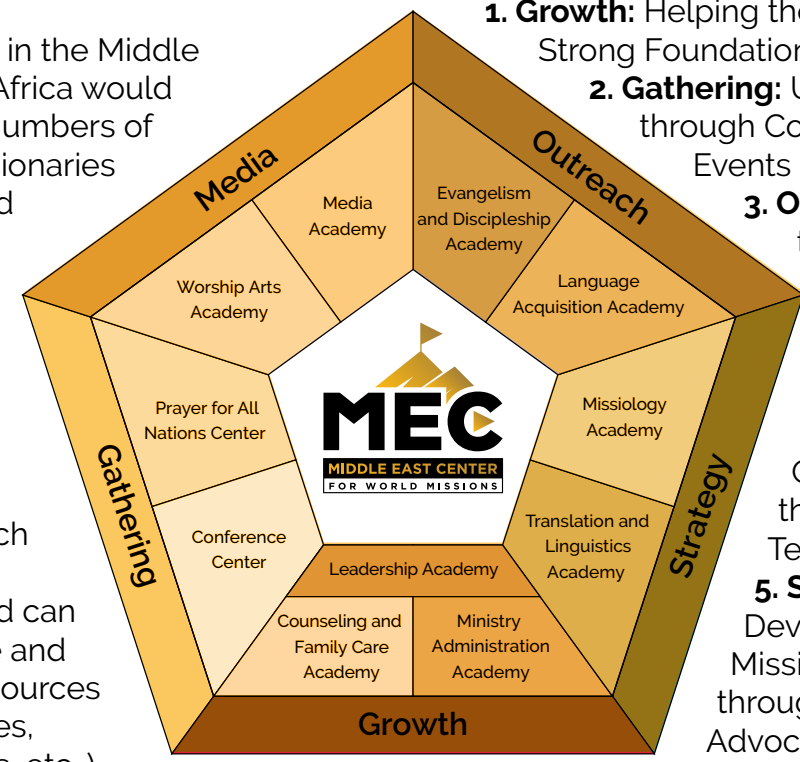 1. Growth: Helping the
Strong Foundation
2. Gathering:
through
Events
in the Middle
Africa would
of
d
Media
Outreach
Media
Academy
Evangelism
and Discipleship
Academy
Worship Arts
Academy
Language
Acquisition Academy
Prayer for All
Nations Center
Missiology
Academy
MEC
MIDDLE EAST CENTER
FOR WORLD MISSIONS
Gathering
Strategy
Conference
Center
Translation and
Linguistics
Academy
Leadership Academy
Counseling and
Family Care
Academy
Ministry
Administration
Academy
Growth
ch
d can
e and
ources
es,
etc.)
3. O
5. S
Dev
Missi
throug
Advoc